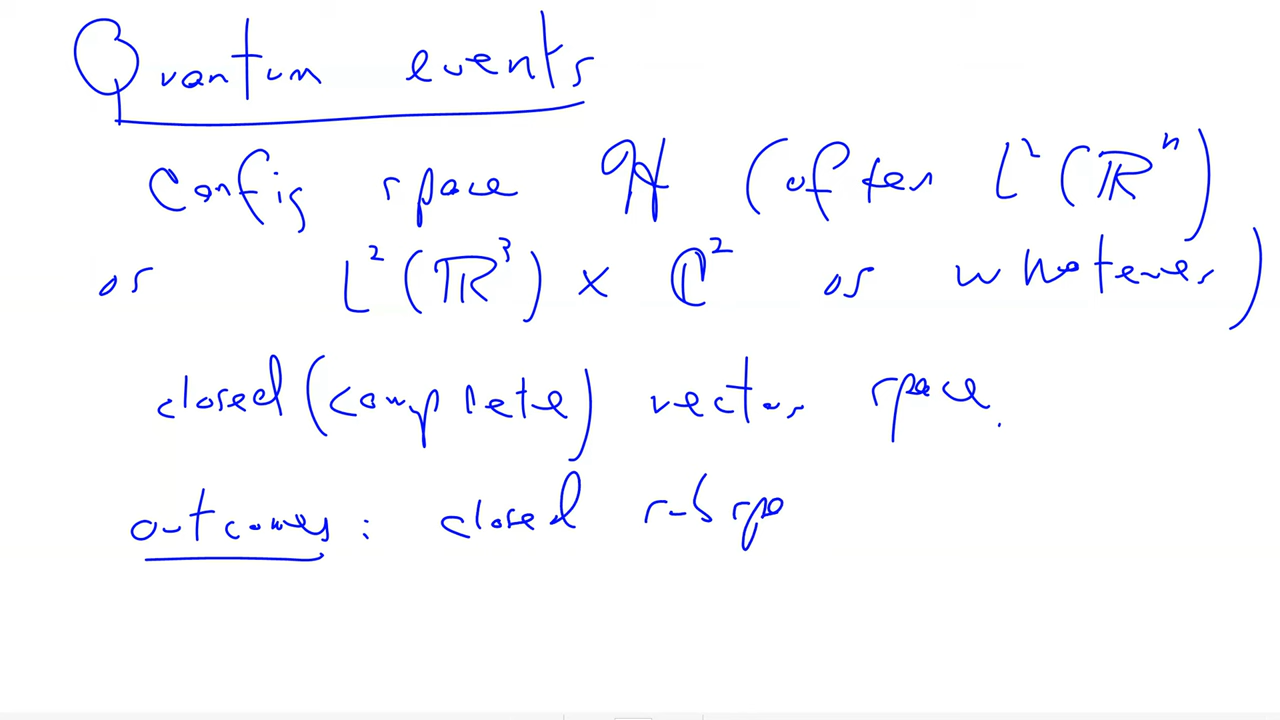 Quantum events
Config space ℋ (often L²(ℝⁿ)
or L²(ℝ³) × ℂ² or whatever)
closed (complete) vector space.
outcomes: closed subspa